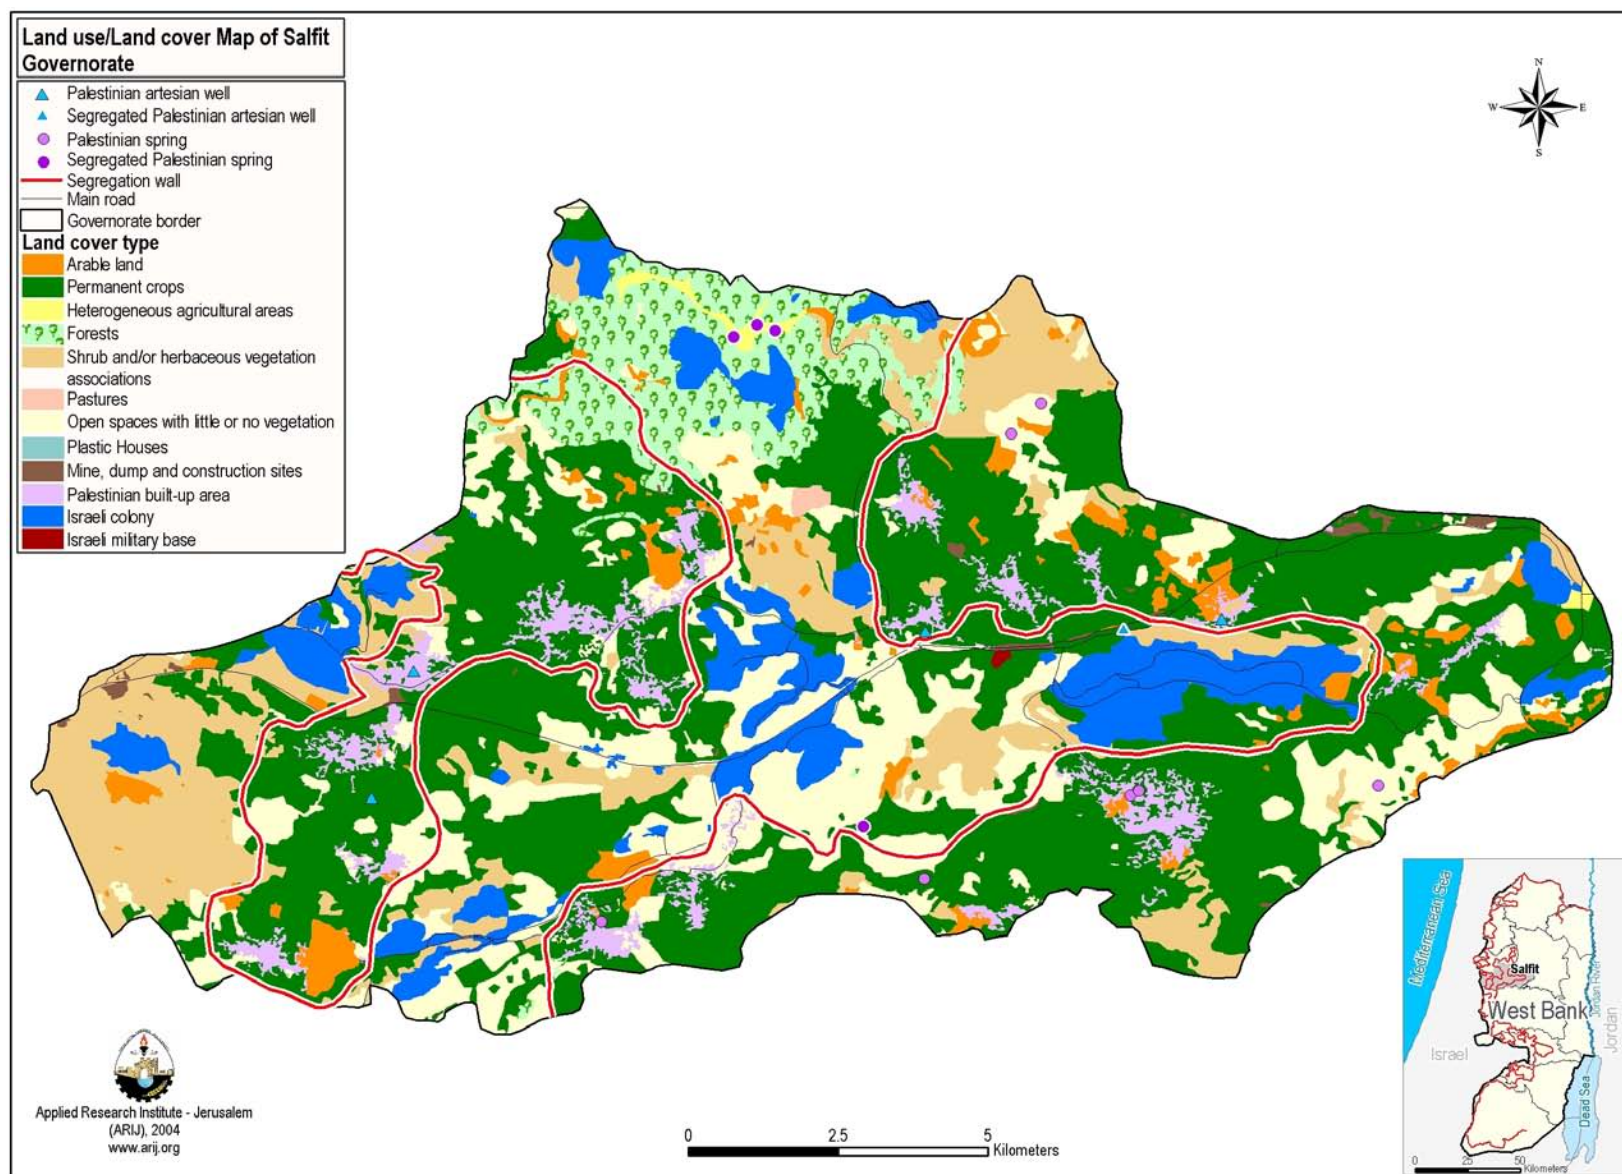 Land use/Land cover Map of Salfit
Governorate
Palestinian artesian well
Segregated Palestinian artesian well
Palestinian spring
Segregated Palestinian spring
Segregation wall
Main road
Governorate border
Land cover type
Arable land
Permanent crops
Heterogeneous agricultural areas
Forests
Shrub and/or herbaceous vegetation
associations
Pastures
Open spaces with little or no vegetation
Plastic Houses
Mine, dump and construction sites
Palestinian built-up area
Israeli colony
Israeli military base
N
W E
S
Applied Research Institute - Jerusalem
(ARIJ), 2004
www.arij.org
0 2.5 5
Kilometers
Mediterranean Sea
Salfit
West Bank
Jordan River
Jordan
Israel
Dead Sea
0 25 50
Kilometers